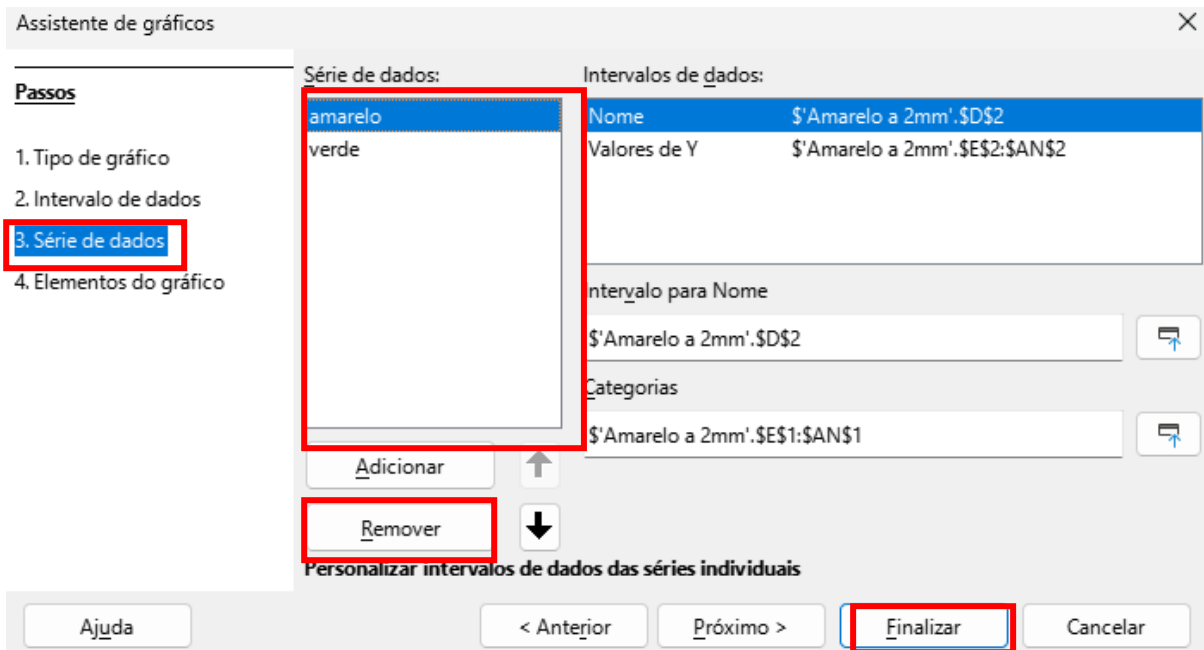 Assistente de gráficos
Passos
1. Tipo de gráfico
2. Intervalo de dados
3. Série de dados
4. Elementos do gráfico
Série de dados:
amarelo
verde
Adicionar
Remover
Intervalos de dados:
Nome $'Amarelo a 2mm'.$D$2
Valores de Y $'Amarelo a 2mm'.$E$2:$AN$2
Intervalo para Nome
$'Amarelo a 2mm'.$D$2
Categorias
$'Amarelo a 2mm'.$E$1:$AN$1
Personalizar intervalos de dados das séries individuais
Ajuda
< Anterior
Próximo >
Finalizar
Cancelar